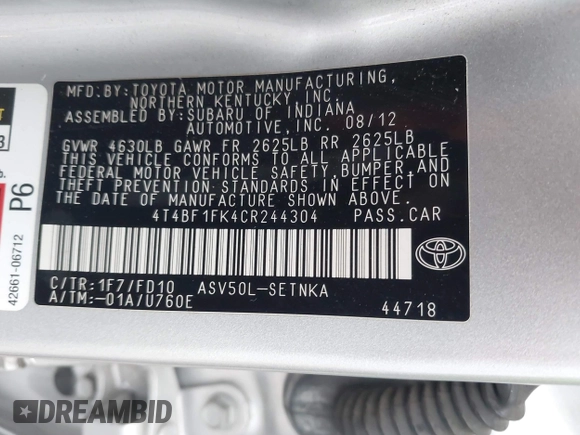 MFD.BY:TOYOTA MOTOR MANUFACTURING,
NORTHERN KENTUCKY INC.
ASSEMBLED BY:SUBARU OF INDIANA
AUTOMOTIVE,INC. 08/12
GVWR 4630LB GAWR FR 2625LB RR 2625LB
THIS VEHICLE CONFORMS TO ALL APPLICABLE
FEDERAL MOTOR VEHICLE SAFETY,BUMPER,AND
THEFT PREVENTION STANDARDS IN EFFECT ON
THE DATE OF MANUFACTURE SHOWN ABOVE.
4T4BF1FK4CR244304 PASS.CAR
C/TR:1F7/FD10 ASV50L-SETNKA
A/TM:-01A/U760E
44718
TOYOTA
P6
42661-06712
DREAMBID